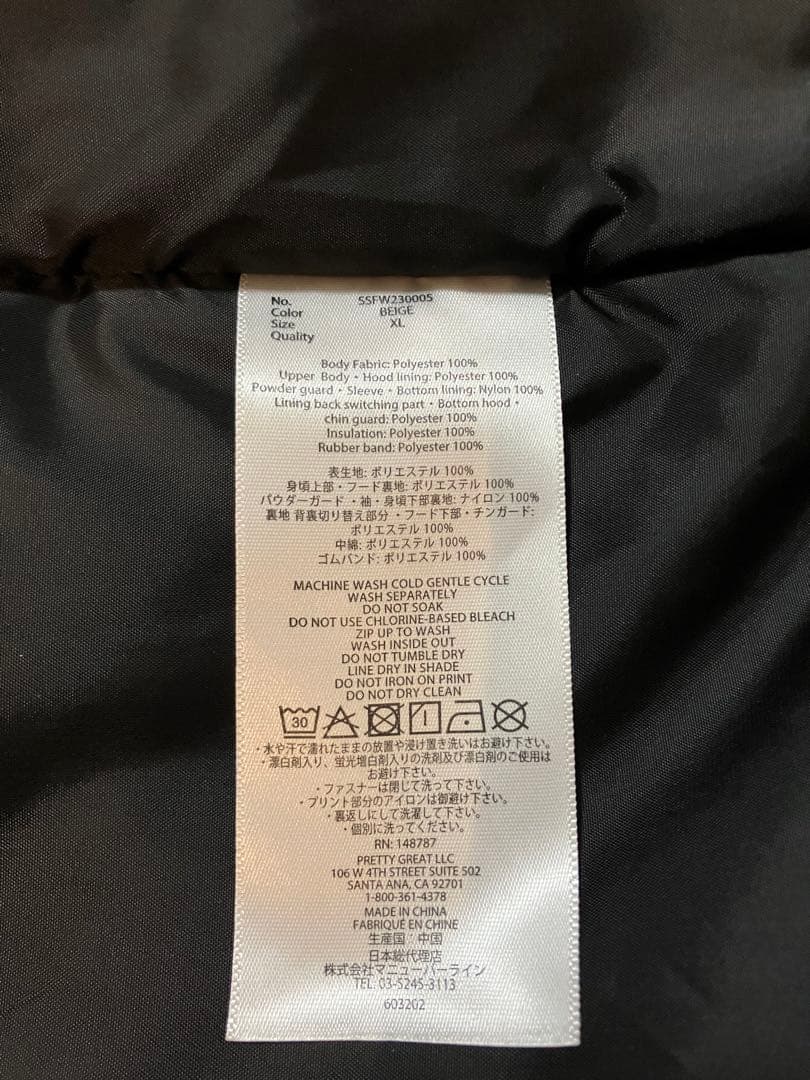 No. SSFW230005
Color BEIGE
Size XL
Quality
Body Fabric: Polyester 100%
Upper Body・Hood lining: Polyester 100%
Powder guard・Sleeve・Bottom lining: Nylon 100%
Lining back switching part・Bottom hood・
chin guard: Polyester 100%
Insulation: Polyester 100%
Rubber band: Polyester 100%
表生地: ポリエステル 100%
身頃上部・フード裏地: ポリエステル 100%
パウダーガード ・袖・身頃下部裏地: ナイロン 100%
裏地 背裏切り替え部分 ・フード下部・チンガード:
ポリエステル 100%
中綿: ポリエステル 100%
ゴムバンド: ポリエステル 100%
MACHINE WASH COLD GENTLE CYCLE
WASH SEPARATELY
DO NOT SOAK
DO NOT USE CHLORINE-BASED BLEACH
ZIP UP TO WASH
WASH INSIDE OUT
DO NOT TUMBLE DRY
LINE DRY IN SHADE
DO NOT IRON ON PRINT
DO NOT DRY CLEAN
30
・水や汗で濡れたままの放置や浸け置き洗いはお避け下さい。
・漂白剤入り、蛍光増白剤入りの洗剤及び漂白剤のご使用は
お避け下さい。
・ファスナーは閉じて洗って下さい。
・プリント部分のアイロンは御避け下さい。
・裏返しにして洗濯して下さい。
・個別に洗ってください。
RN: 148787
PRETTY GREAT LLC
106 W 4TH STREET SUITE 502
SANTA ANA, CA 92701
1-800-361-4378
MADE IN CHINA
FABRIQUÉ EN CHINE
生産国：中国
日本総代理店
株式会社マニューバーライン
TEL: 03-5245-3113
603202